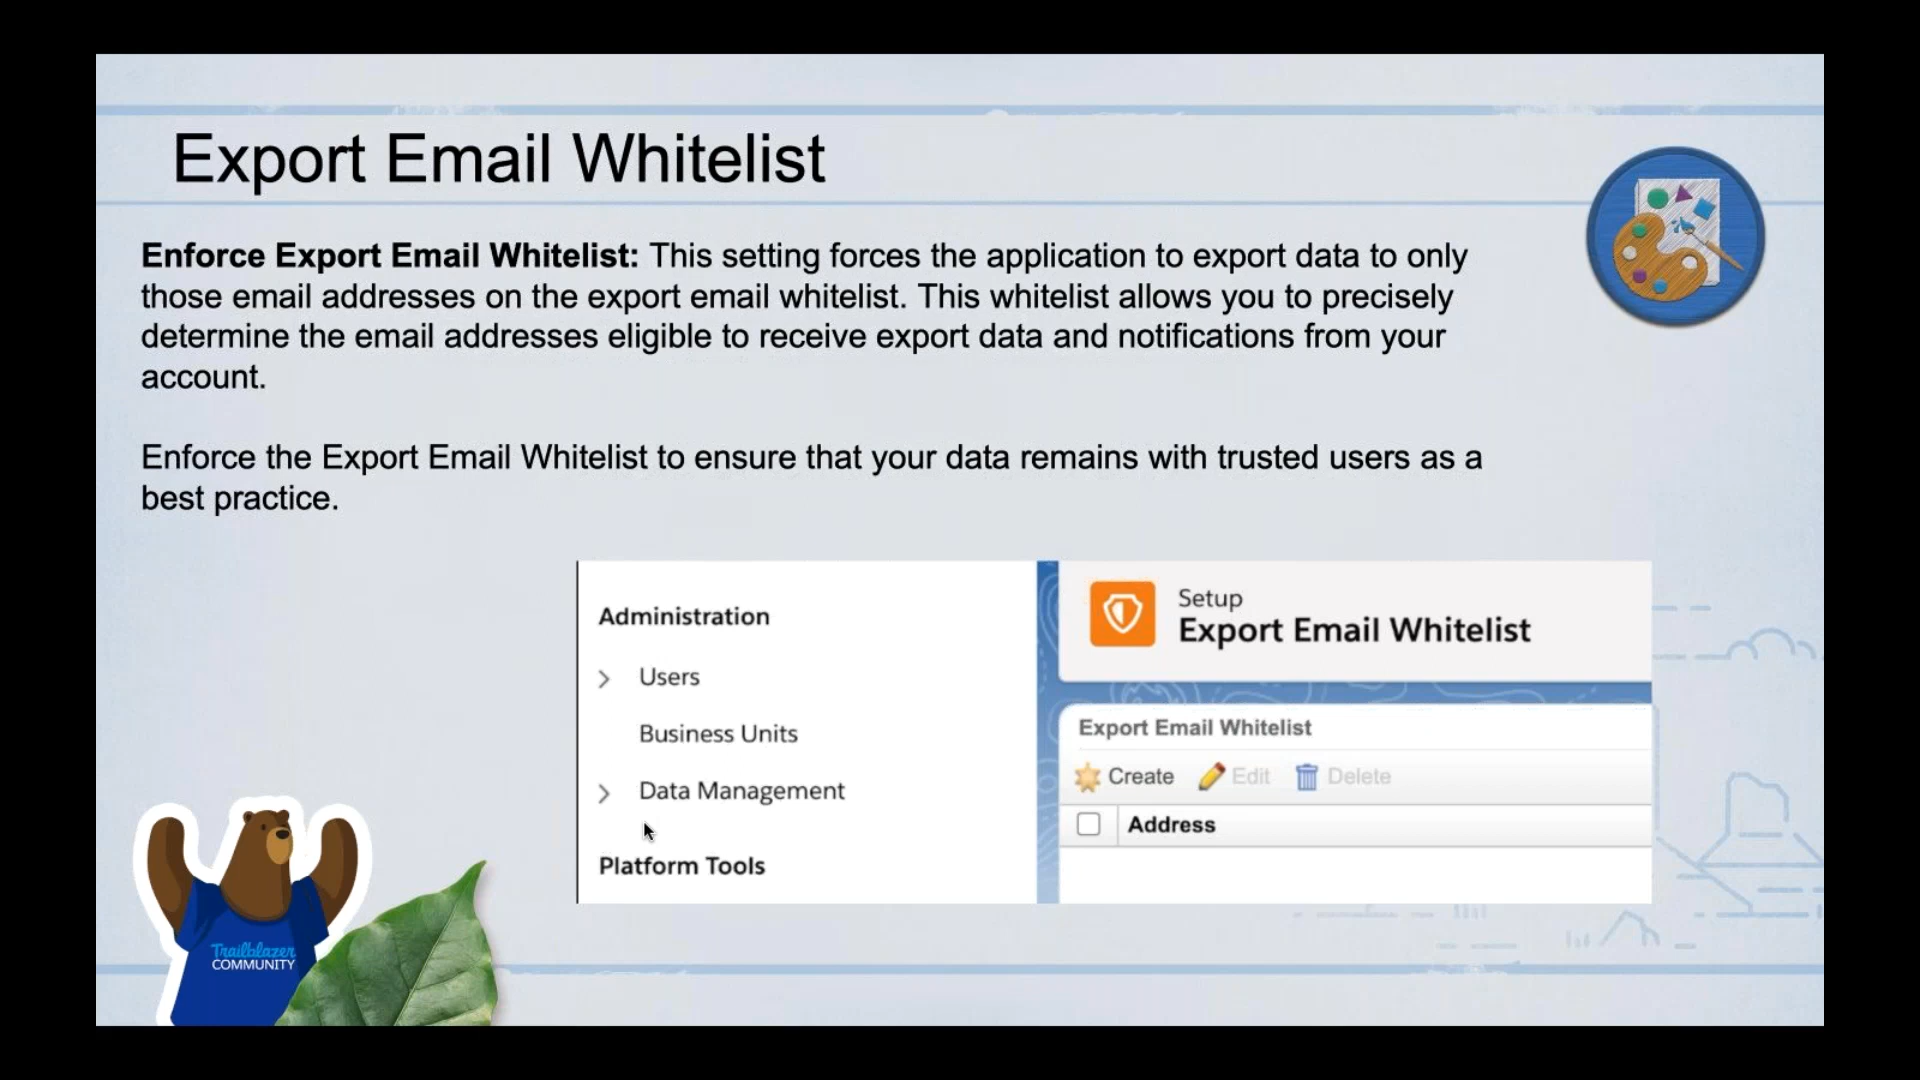 Export Email Whitelist
Enforce Export Email Whitelist: This setting forces the application to export data to only
those email addresses on the export email whitelist. This whitelist allows you to precisely
determine the email addresses eligible to receive export data and notifications from your
account.
Enforce the Export Email Whitelist to ensure that your data remains with trusted users as a
best practice.
Administration
Users
Business Units
Data Management
Platform Tools
Setup
Export Email Whitelist
Export Email Whitelist
Create Edit Delete
Address
Trailblazer
COMMUNITY